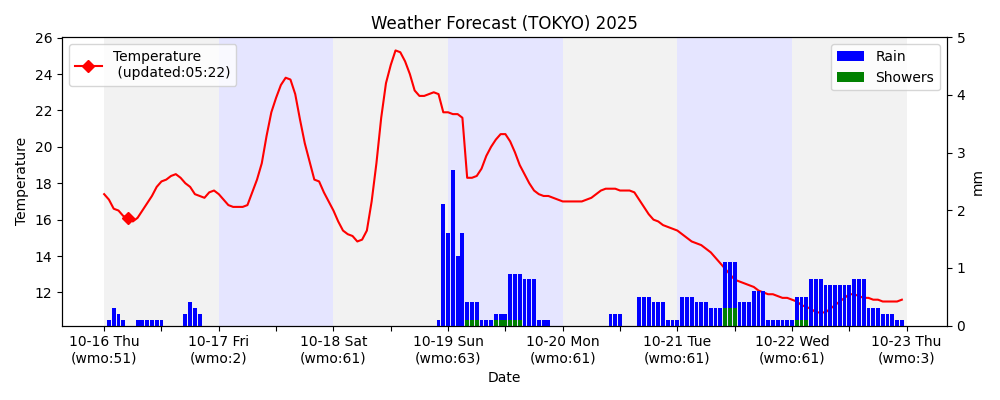 Weather Forecast (TOKYO) 2025
Temperature
(updated:05:22)
Rain
Showers
Temperature
26
24
22
20
18
16
14
12
5
4
3
2
1
0
mm
10-16 Thu
(wmo:51)
10-17 Fri
(wmo:2)
10-18 Sat
(wmo:61)
10-19 Sun
(wmo:63)
10-20 Mon
(wmo:61)
10-21 Tue
(wmo:61)
10-22 Wed
(wmo:61)
10-23 Thu
(wmo:3)
Date